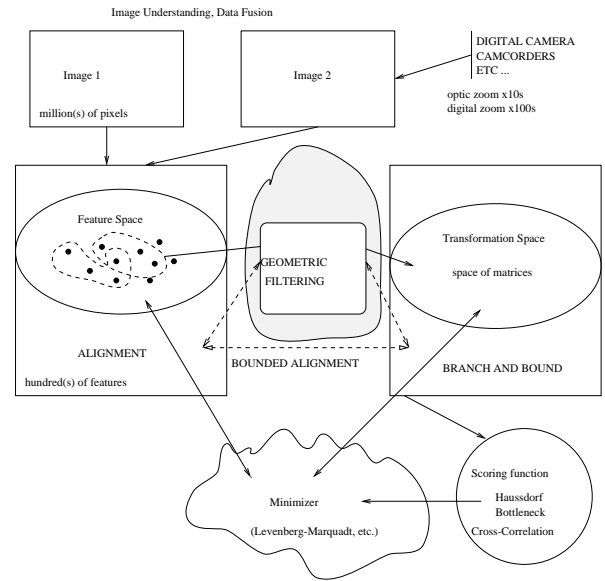 Image Understanding, Data Fusion
Image 1
million(s) of pixels
Image 2
DIGITAL CAMERA
CAMCORDERS
ETC ...
optic zoom x10s
digital zoom x100s
Feature Space
ALIGNMENT
hundred(s) of features
GEOMETRIC
FILTERING
BOUNDED ALIGNMENT
Transformation Space
space of matrices
BRANCH AND BOUND
Minimizer
(Levenberg-Marquadt, etc.)
Scoring function
Haussdorf
Bottleneck
Cross-Correlation